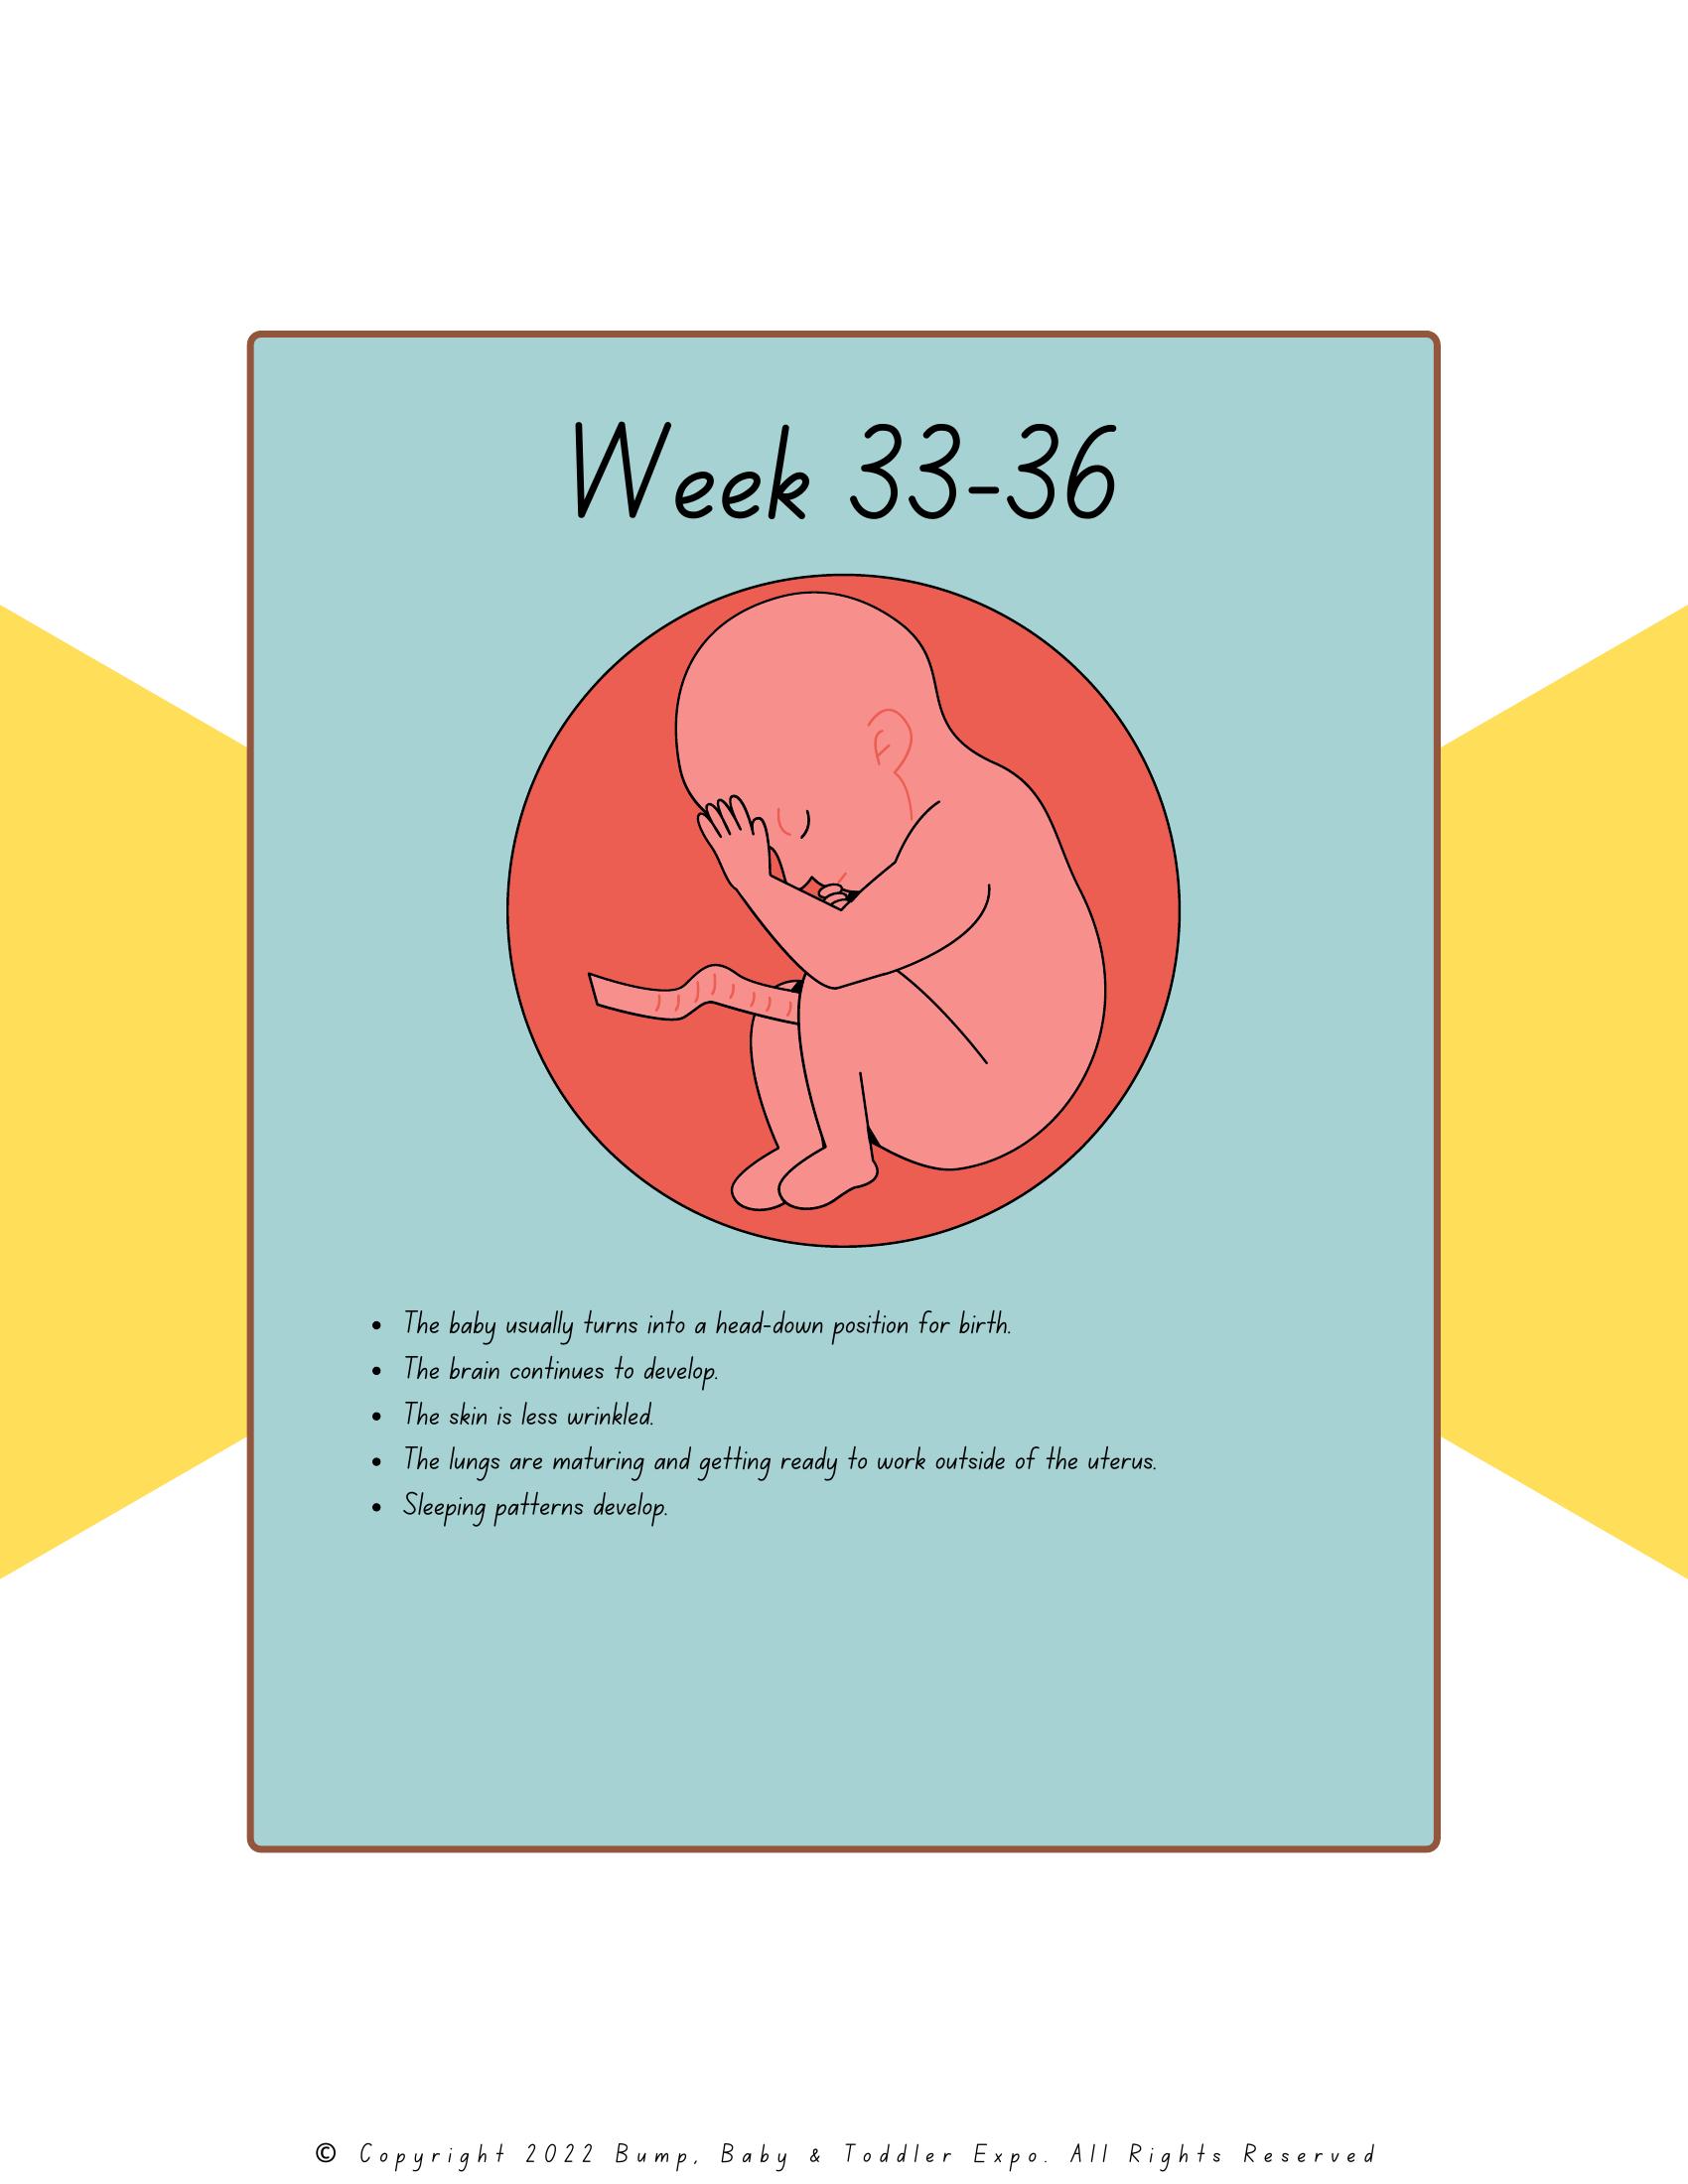 Week 33-36
• The baby usually turns into a head-down position for birth.
• The brain continues to develop.
• The skin is less wrinkled.
• The lungs are maturing and getting ready to work outside of the uterus.
• Sleeping patterns develop.
© Copyright 2022 Bump, Baby & Toddler Expo. All Rights Reserved